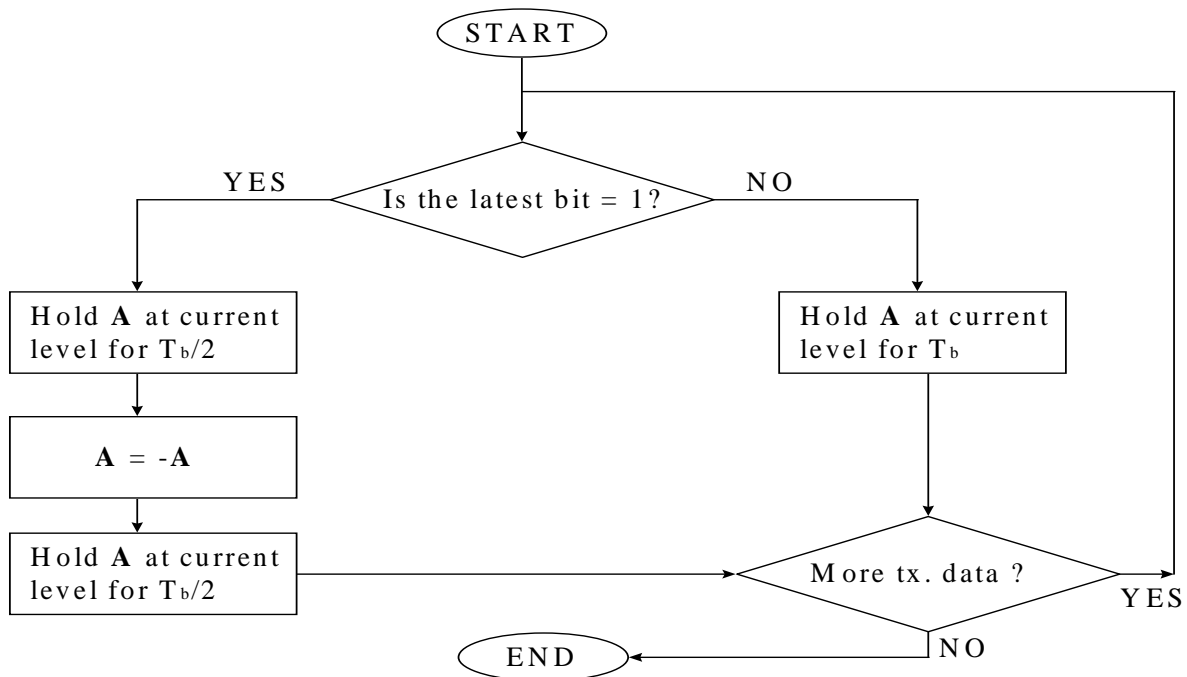 START
YES
Is the latest bit = 1?
NO
Hold A at current
level for Tb/2
Hold A at current
level for Tb
A = -A
Hold A at current
level for Tb/2
More tx. data ?
YES
END
NO